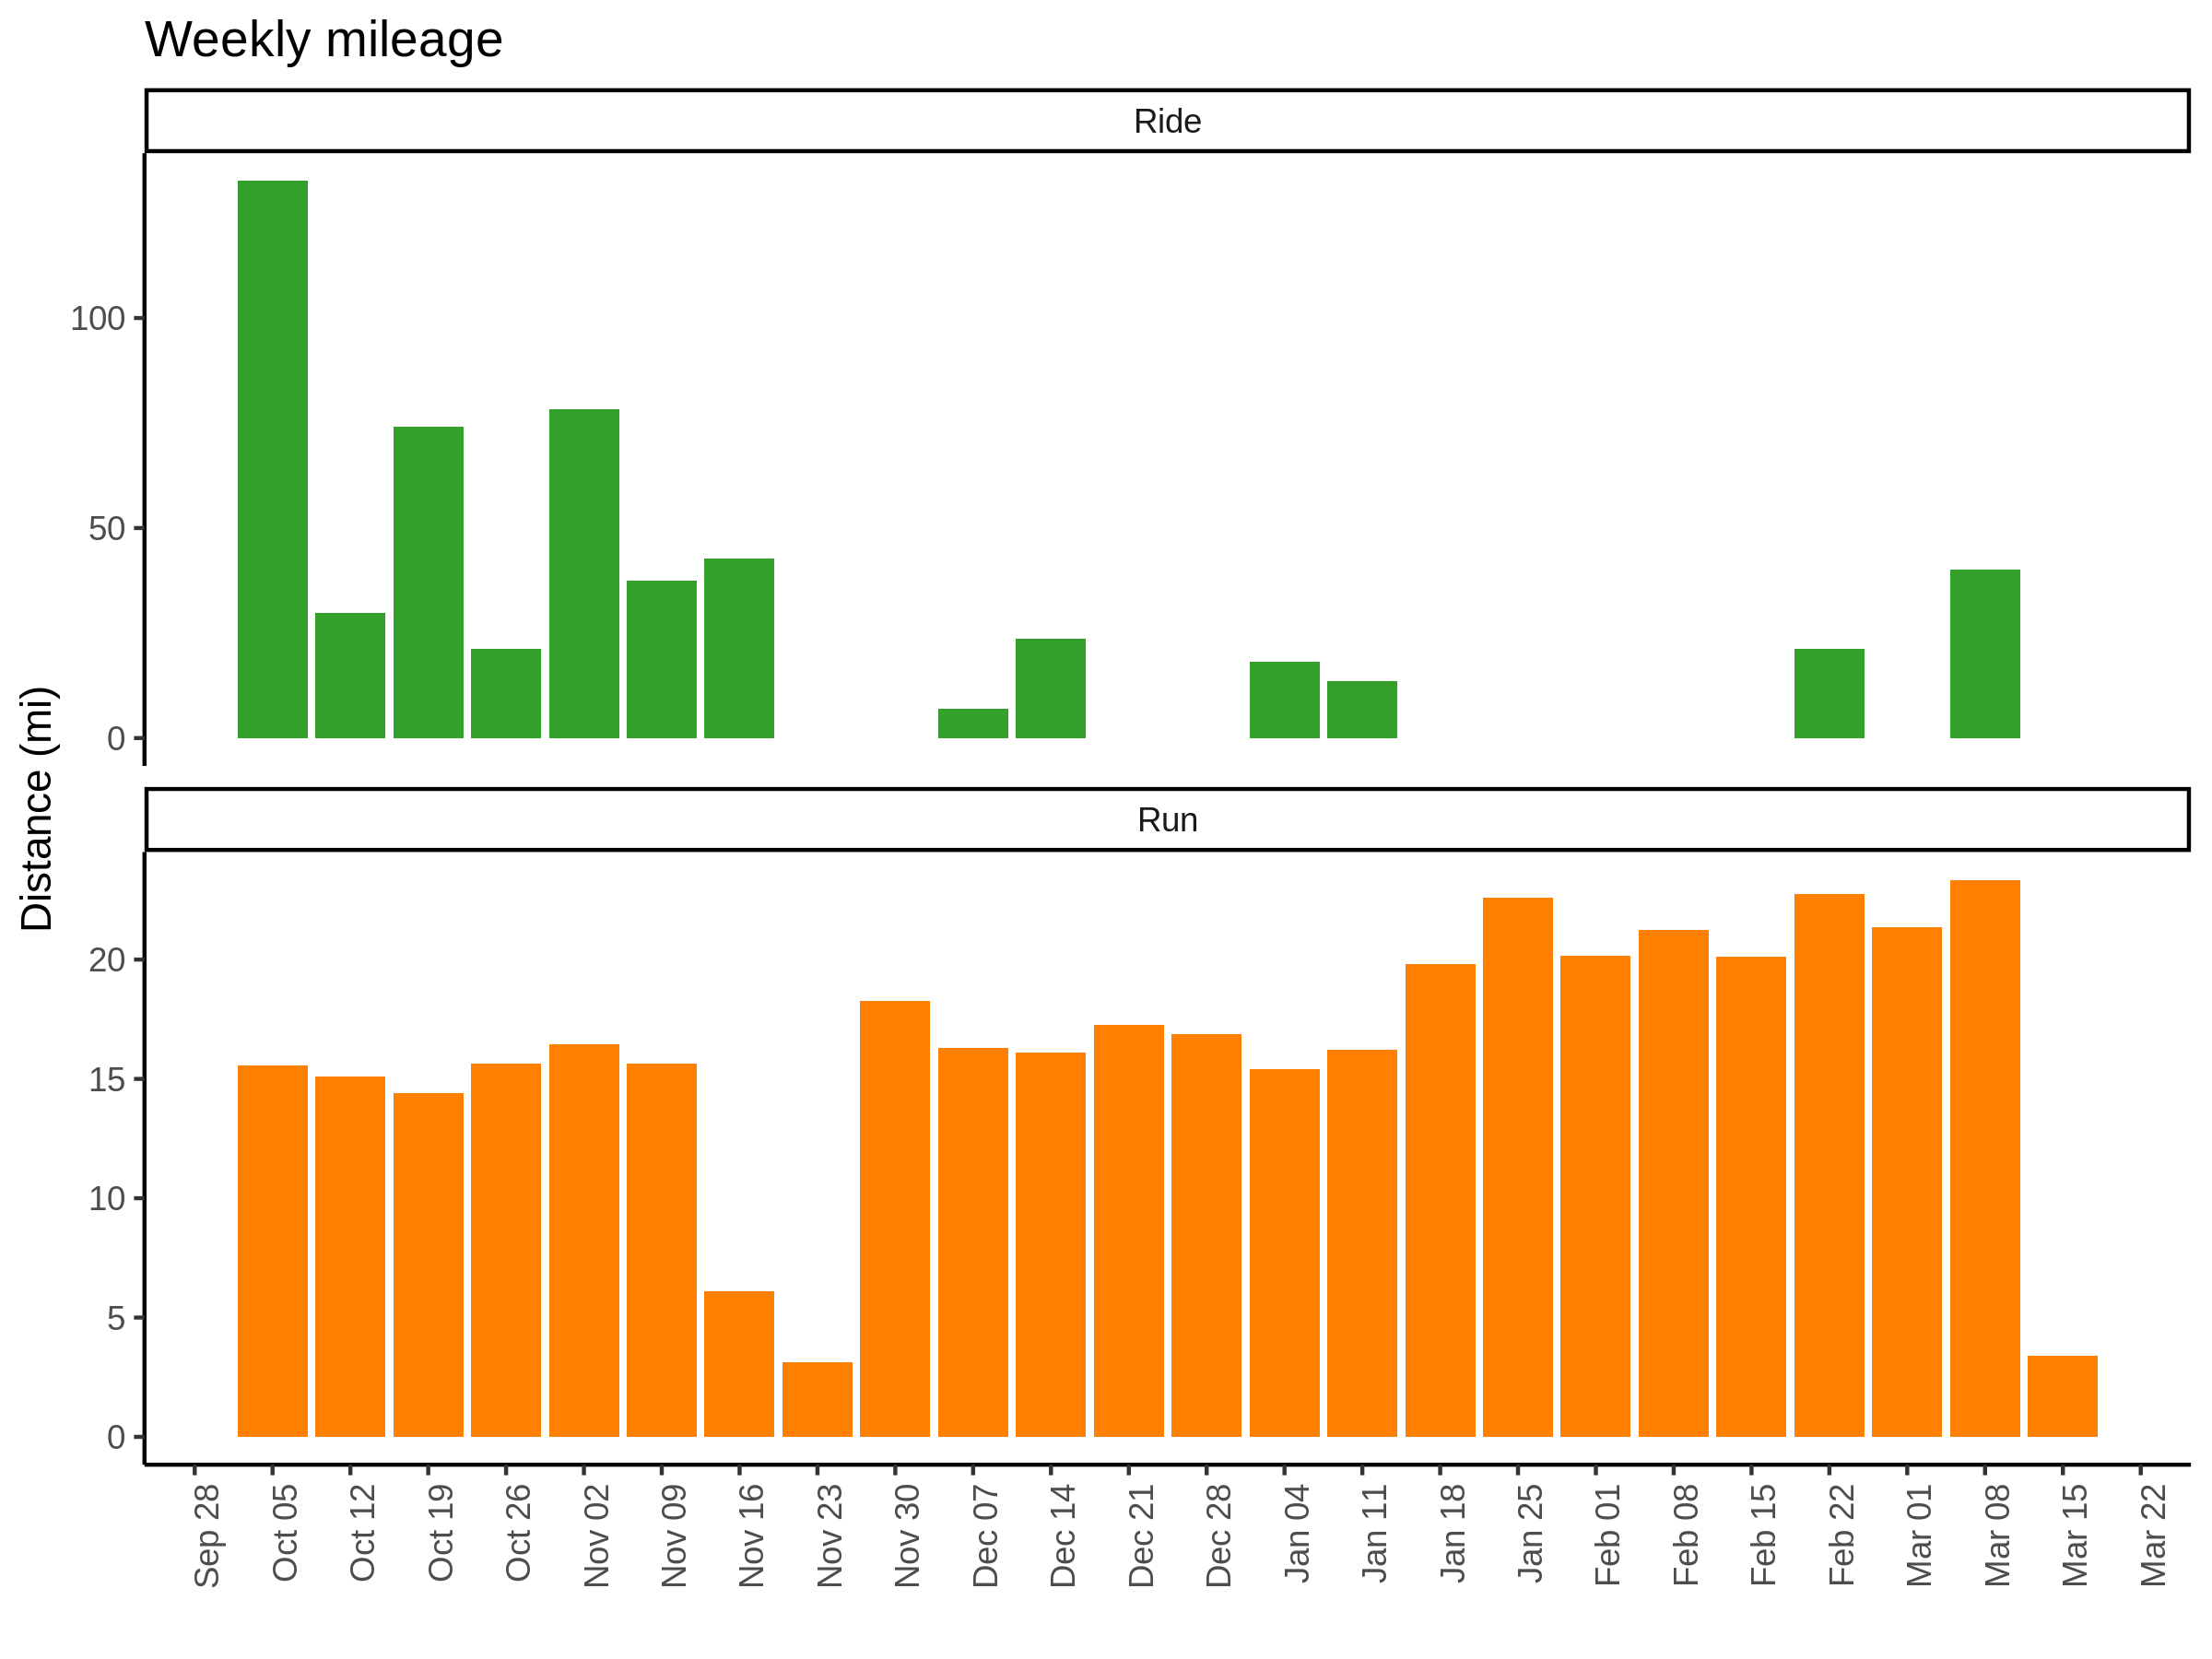 Weekly mileage
Ride
100
50
0
Distance (mi)
Run
20
15
10
5
0
Sep 28
Oct 05
Oct 12
Oct 19
Oct 26
Nov 02
Nov 09
Nov 16
Nov 23
Nov 30
Dec 07
Dec 14
Dec 21
Dec 28
Jan 04
Jan 11
Jan 18
Jan 25
Feb 01
Feb 08
Feb 15
Feb 22
Mar 01
Mar 08
Mar 15
Mar 22